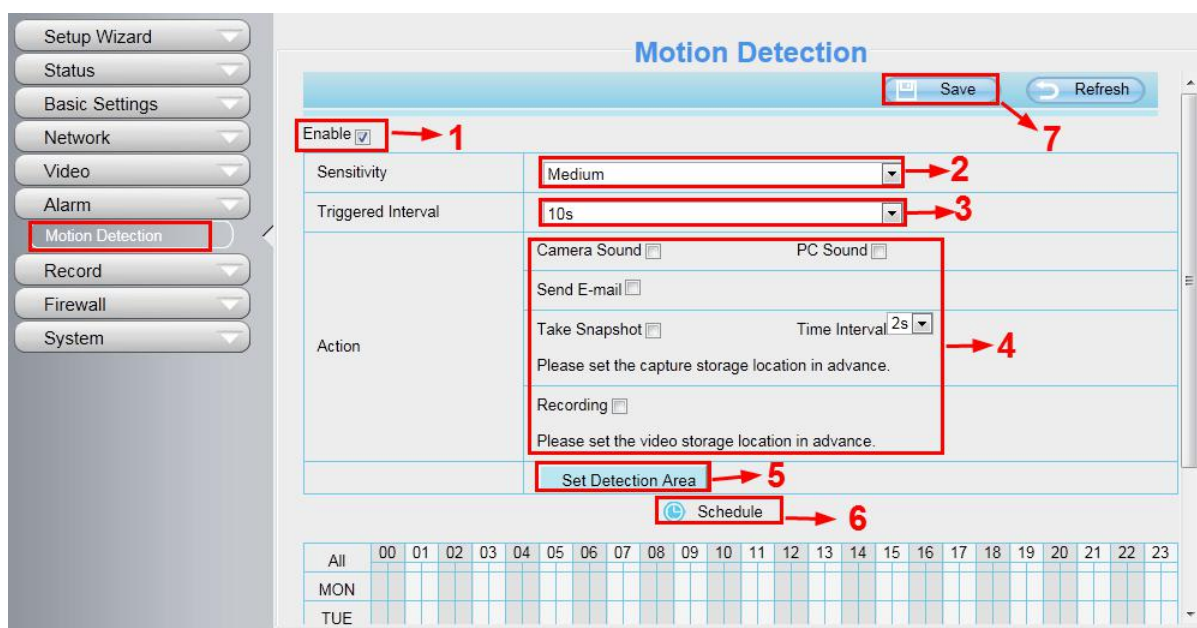 Setup Wizard
Status
Basic Settings
Network
Video
Alarm
Motion Detection
Record
Firewall
System
Motion Detection
Save
Refresh
7
Enable
1
Sensitivity
Medium
2
Triggered Interval
10s
3
Action
Camera Sound
PC Sound
Send E-mail
Take Snapshot
Time Interval 2s
Please set the capture storage location in advance.
4
Recording
Please set the video storage location in advance.
Set Detection Area
5
Schedule
6
All 00 01 02 03 04 05 06 07 08 09 10 11 12 13 14 15 16 17 18 19 20 21 22 23
MON
TUE